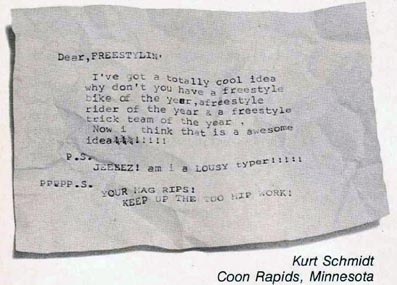 Dear,FREESTYLIN'
I've got a totally cool idea
why don't you have a freestyle
bike of the year,afreestyle
rider of the year & a freestyle
trick team of the year .
Now i think that is a awesome
idea!!!!!!!!!
P.S.
JEEBEZ! am i a LOUSY typer!!!!!
PPUPP.S.
YOUR MAG RIPS!
KEEP UP THE TOO HIP WORK!
Kurt Schmidt
Coon Rapids, Minnesota